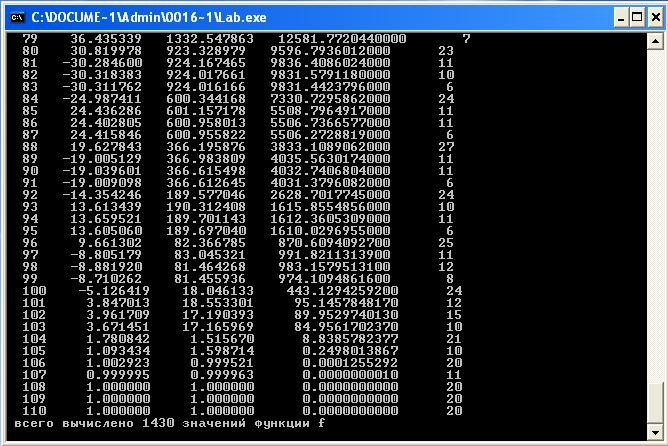 C:\DOCUME~1\Admin\0016~1\Lab.exe
79 36.435339 1332.547863 12581.7720440000 7
80 30.819978 923.328979 9596.7936012000 23
81 -30.284600 924.167465 9836.4086024000 11
82 -30.318383 924.017661 9831.5791180000 10
83 -30.311762 924.016166 9831.4423796000 6
84 -24.987411 600.344168 7330.7295862000 24
85 24.436286 601.157178 5508.7964917000 11
86 24.402805 600.958013 5506.7366577000 11
87 24.415846 600.955822 5506.2728819000 6
88 19.627843 366.195876 3833.1089062000 27
89 -19.005129 366.983809 4035.5630174000 11
90 -19.039601 366.615498 4032.7406804000 11
91 -19.009098 366.612645 4031.3796082000 6
92 -14.354246 189.577046 2628.7017745000 24
93 13.613439 190.312408 1615.8554856000 10
94 13.659521 189.701143 1612.3605309000 11
95 13.605060 189.697040 1610.0296955000 6
96 9.661302 82.366785 870.6094092700 25
97 -8.805179 83.045321 991.8211313900 11
98 -8.881920 81.464268 983.1579513100 12
99 -8.710262 81.455936 974.1094861600 8
100 -5.126419 18.046133 443.1294259200 24
101 3.847013 18.553301 95.1457848170 12
102 3.961709 17.190393 89.9529740130 15
103 3.671451 17.165969 84.9561702370 10
104 1.780842 1.515670 8.8385782377 21
105 1.093434 1.598714 0.2498013867 10
106 1.002923 0.999521 0.0001255292 20
107 0.999995 0.999963 0.0000000010 11
108 1.000000 1.000000 0.0000000000 20
109 1.000000 1.000000 0.0000000000 20
110 1.000000 1.000000 0.0000000000 20
всего вычислено 1430 значений функции f